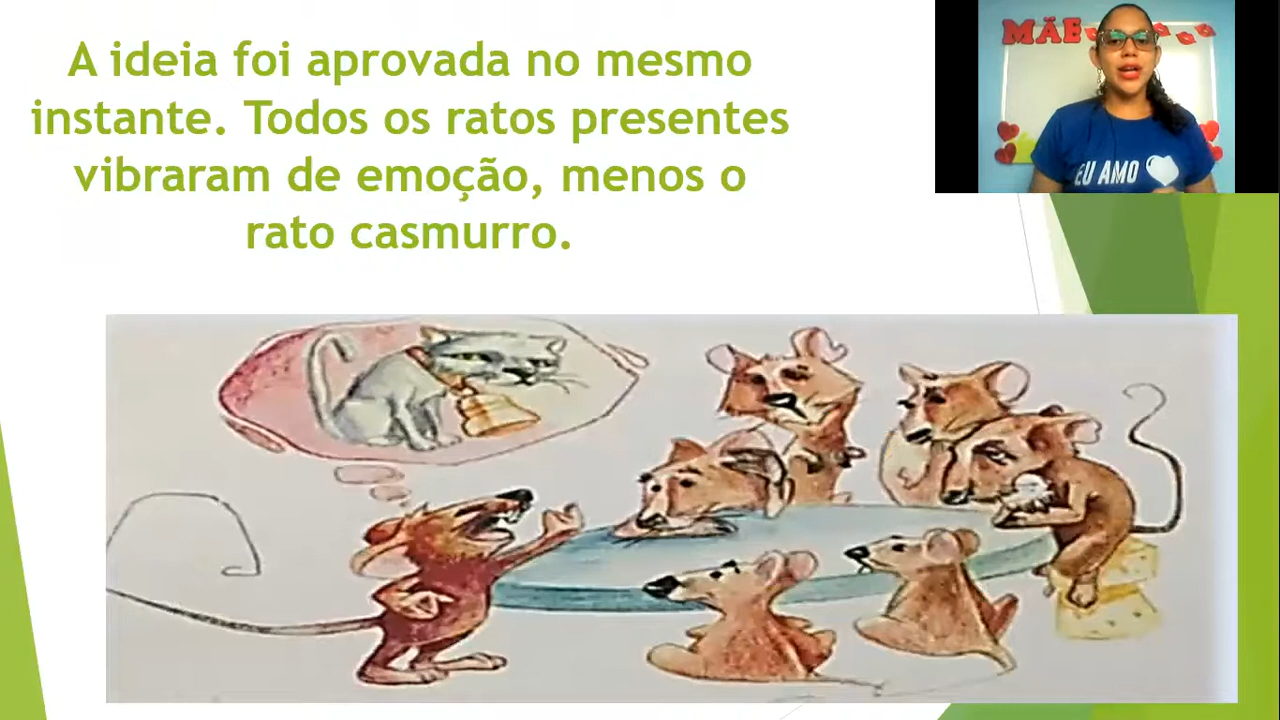 A ideia foi aprovada no mesmo
instante. Todos os ratos presentes
vibraram de emoção, menos o
rato casmurro.
MÃE
EU AMO